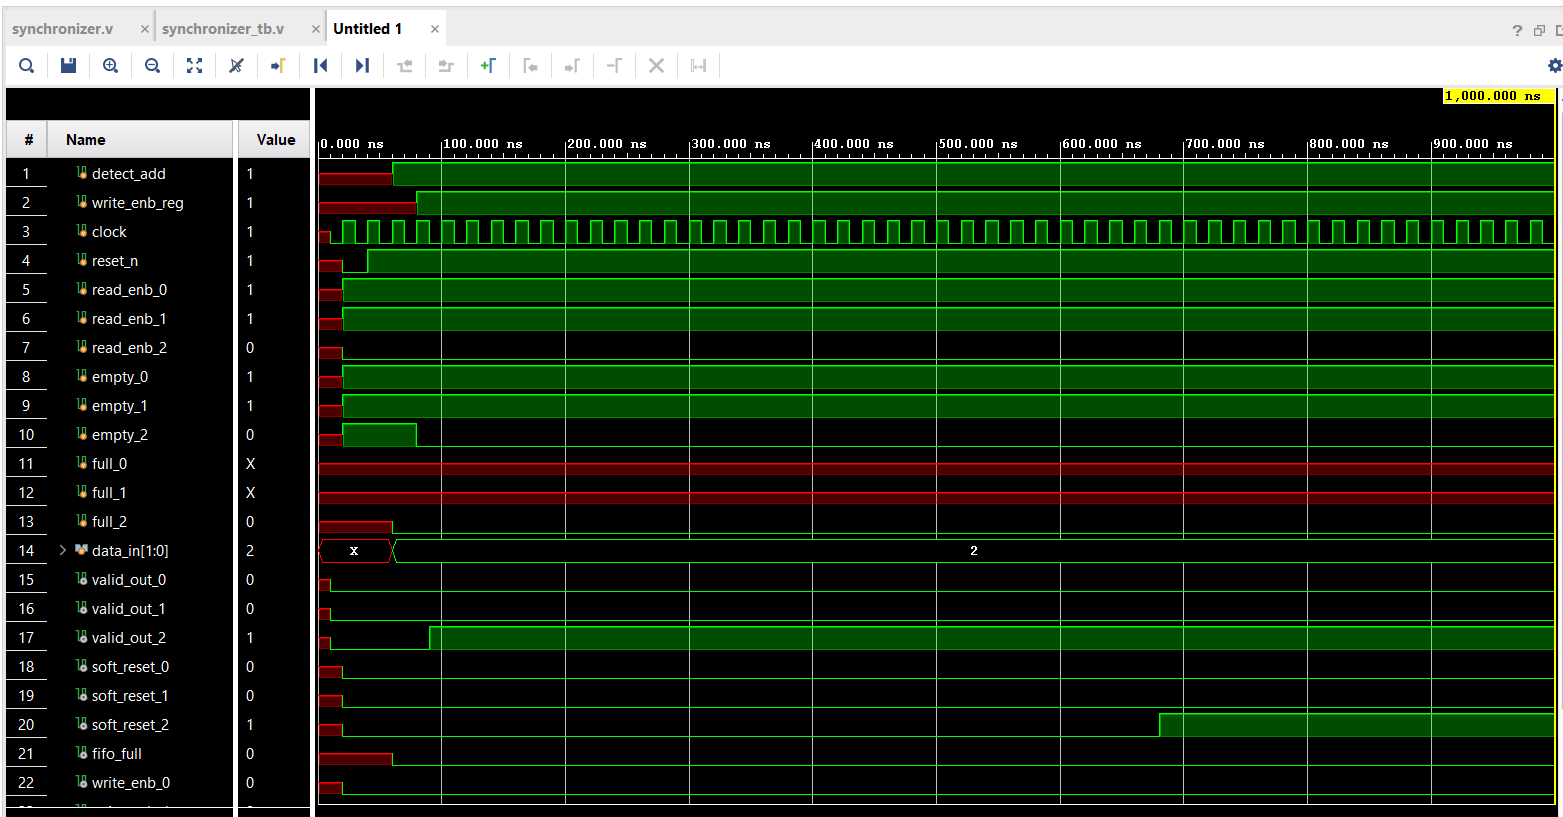 synchronizer.v × synchronizer_tb.v × Untitled 1 ×
?
1,000.000 ns
# Name Value 0.000 ns 100.000 ns 200.000 ns 300.000 ns 400.000 ns 500.000 ns 600.000 ns 700.000 ns 800.000 ns 900.000 ns
1 detect_add 1
2 write_enb_reg 1
3 clock 1
4 reset_n 1
5 read_enb_0 1
6 read_enb_1 1
7 read_enb_2 0
8 empty_0 1
9 empty_1 1
10 empty_2 0
11 full_0 X
12 full_1 X
13 full_2 0
14 data_in[1:0] 2 X 2
15 valid_out_0 0
16 valid_out_1 0
17 valid_out_2 1
18 soft_reset_0 0
19 soft_reset_1 0
20 soft_reset_2 1
21 fifo_full 0
22 write_enb_0 0